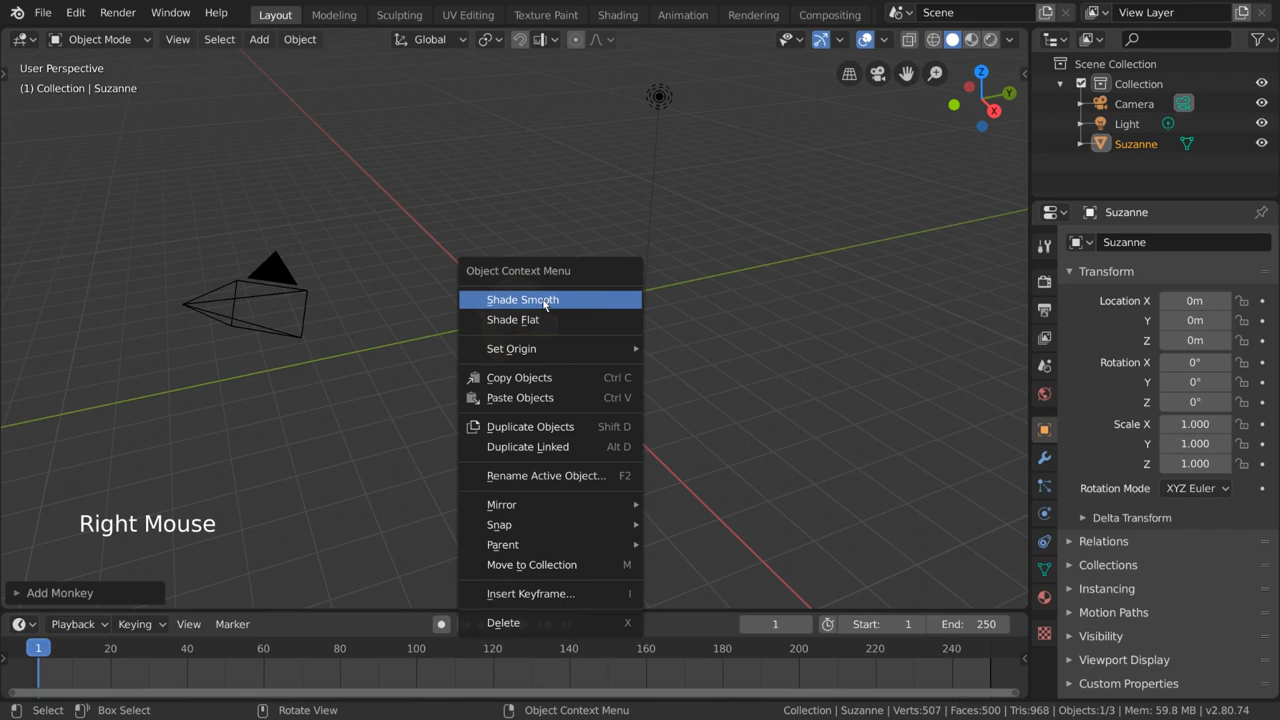 File Edit Render Window Help Layout Modeling Sculpting UV Editing Texture Paint Shading Animation Rendering Compositing Scene View Layer
Object Mode View Select Add Object Global
User Perspective
(1) Collection | Suzanne
Z
Y
X
Scene Collection
Collection
Camera
Light
Suzanne
Suzanne
Suzanne
Transform
Location X 0m
Y 0m
Z 0m
Rotation X 0°
Y 0°
Z 0°
Scale X 1.000
Y 1.000
Z 1.000
Rotation Mode XYZ Euler
Delta Transform
Relations
Collections
Instancing
Motion Paths
Visibility
Viewport Display
Custom Properties
Object Context Menu
Shade Smooth
Shade Flat
Set Origin
Copy Objects Ctrl C
Paste Objects Ctrl V
Duplicate Objects Shift D
Duplicate Linked Alt D
Rename Active Object... F2
Mirror
Snap
Parent
Move to Collection M
Insert Keyframe... I
Delete X
Right Mouse
Add Monkey
Playback Keying View Marker 1 Start: 1 End: 250
1 20 40 60 80 100 120 140 160 180 200 220 240
Select Box Select Rotate View Object Context Menu Collection | Suzanne | Verts:507 | Faces:500 | Tris:968 | Objects:1/3 | Mem: 59.8 MB | v2.80.74